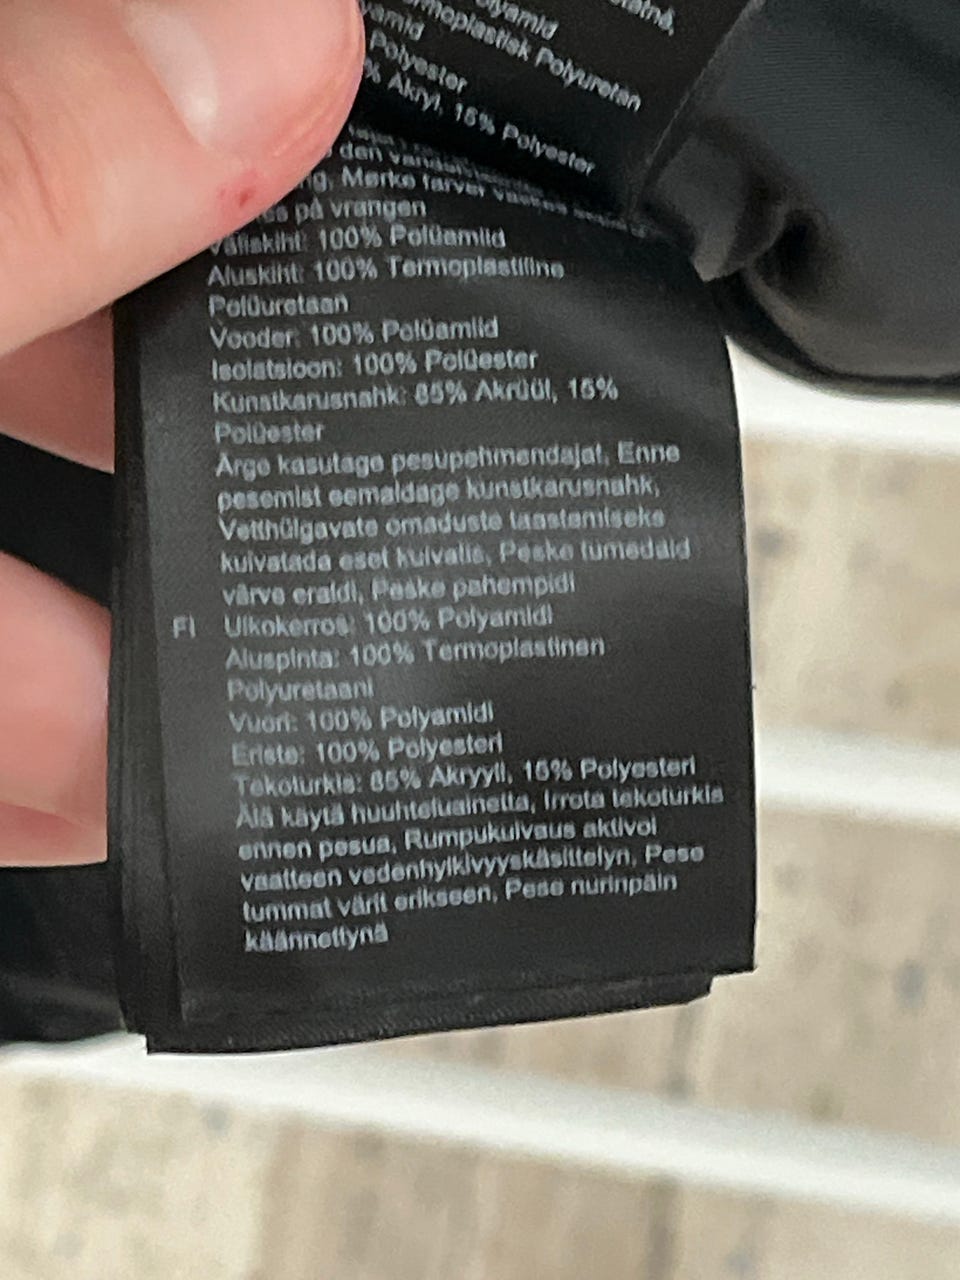 Polyamid
Termoplastisk Polyuretan
Polyester
% Akryl, 15% Polyester
Mørke farver
på vrangen
Väliskiht: 100% Polüamiid
Aluskiht: 100% Termoplastiline
Polüuretaan
Vooder: 100% Polüamiid
Isolatsioon: 100% Polüester
Kunstkarusnahk: 85% Akrüül, 15%
Polüester
Ärge kasutage pesupehmendajat, Enne
pesemist eemaldage kunstkarusnahk,
Vetthülgavate omaduste taastamiseks
kuivatada eset kuivatis, Peske tumedaid
värve eraldi, Peske pahempidi
FI Ulkokerros: 100% Polyamidi
Aluspinta: 100% Termoplastinen
Polyuretaani
Vuori: 100% Polyamidi
Eriste: 100% Polyesteri
Tekoturkis: 85% Akryyli, 15% Polyesteri
Älä käytä huuhteluainetta, Irrota tekoturkis
ennen pesua, Rumpukuivaus aktivoi
vaatteen vedenhylkivyyskäsittelyn, Pese
tummat värit erikseen, Pese nurinpäin
käännettynä